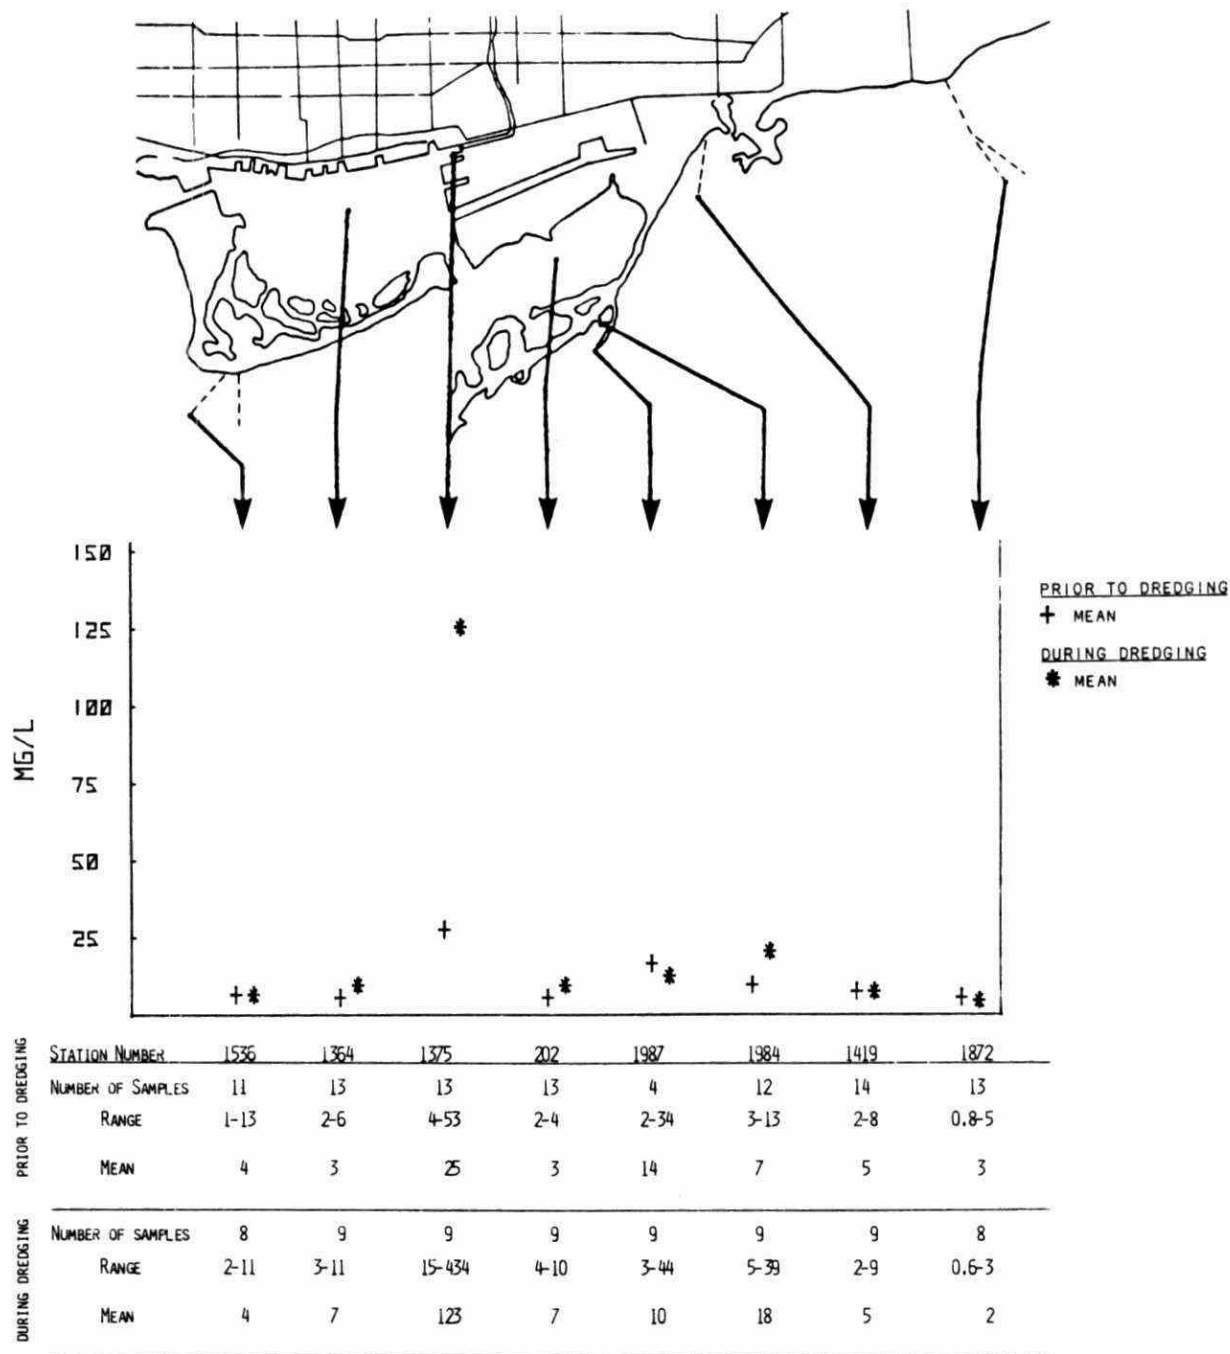 150
125
100
75
50
25
MG/L
PRIOR TO DREDGING
+ MEAN
DURING DREDGING
* MEAN
PRIOR TO DREDGING
STATION NUMBER 1536 1364 1375 202 1987 1984 1419 1872
NUMBER OF SAMPLES 11 13 13 13 4 12 14 13
RANGE 1-13 2-6 4-53 2-4 2-34 3-13 2-8 0.8-5
MEAN 4 3 25 3 14 7 5 3
DURING DREDGING
NUMBER OF SAMPLES 8 9 9 9 9 9 9 8
RANGE 2-11 3-11 15-434 4-10 3-44 5-39 2-9 0.6-3
MEAN 4 7 123 7 10 18 5 2